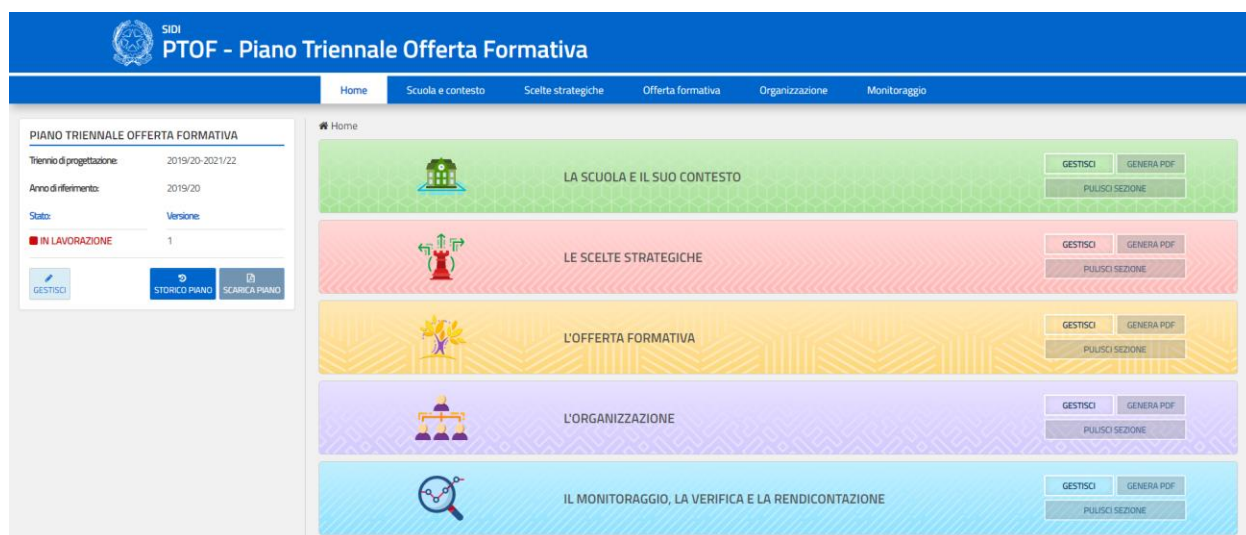 SIDI
PTOF - Piano Triennale Offerta Formativa
Home Scuola e contesto Scelte strategiche Offerta formativa Organizzazione Monitoraggio
PIANO TRIENNALE OFFERTA FORMATIVA
Triennio di progettazione: 2019/20-2021/22
Anno di riferimento: 2019/20
Stato: Versione:
IN LAVORAZIONE 1
GESTISCI STORICO PIANO SCARICA PIANO
Home
LA SCUOLA E IL SUO CONTESTO
GESTISCI GENERA PDF
PULISCI SEZIONE
LE SCELTE STRATEGICHE
GESTISCI GENERA PDF
PULISCI SEZIONE
L'OFFERTA FORMATIVA
GESTISCI GENERA PDF
PULISCI SEZIONE
L'ORGANIZZAZIONE
GESTISCI GENERA PDF
PULISCI SEZIONE
IL MONITORAGGIO, LA VERIFICA E LA RENDICONTAZIONE
GESTISCI GENERA PDF
PULISCI SEZIONE